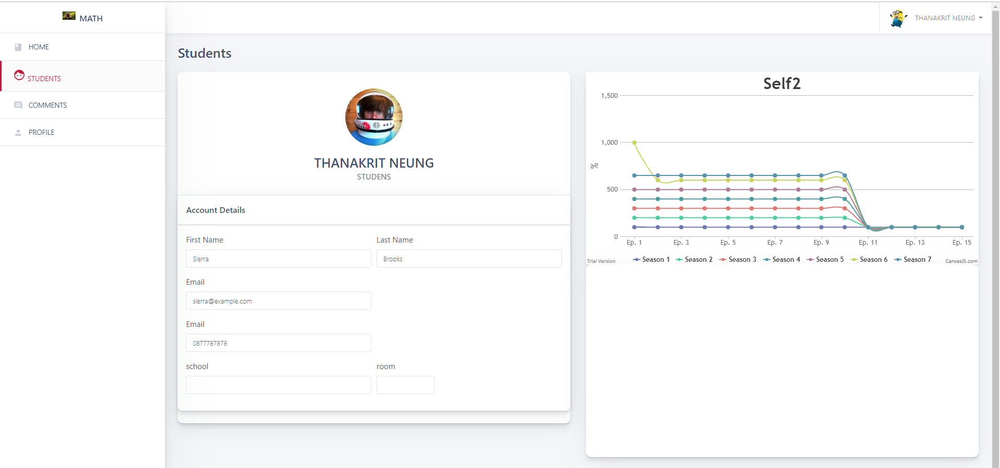 MATH
THANAKRIT NEUNG
HOME
STUDENTS
COMMENTS
PROFILE
Students
THANAKRIT NEUNG
STUDENS
Account Details
First Name
Last Name
Sierra
Brooks
Email
sierra@example.com
Email
0877787878
school
room
Self2
1,500
1,000
%
500
0
Ep. 1 Ep. 3 Ep. 5 Ep. 7 Ep. 9 Ep. 11 Ep. 13 Ep. 15
Season 1 Season 2 Season 3 Season 4 Season 5 Season 6 Season 7
Trial Version
CanvasJS.com